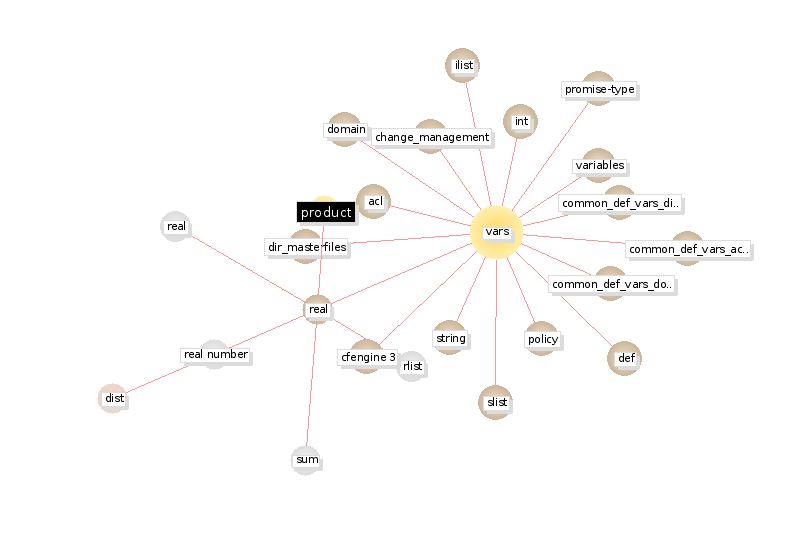 ilist
promise-type
int
domain
change_management
variables
acl
common_def_vars_di..
product
real
vars
dir_masterfiles
common_def_vars_ac..
common_def_vars_do..
real
string
policy
real number
cfengine 3
def
rlist
dist
slist
sum